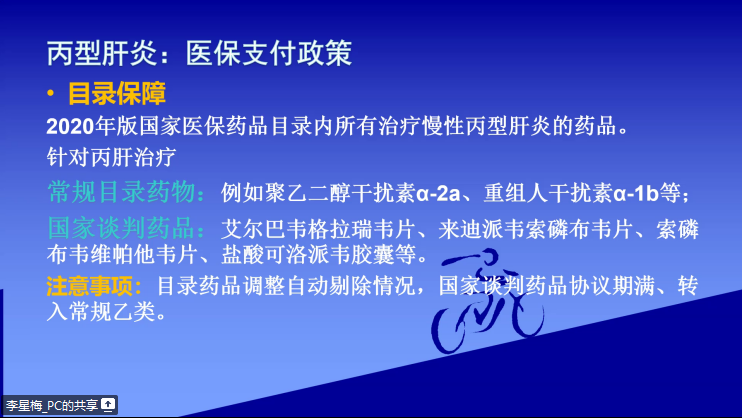 丙型肝炎：医保支付政策
• 目录保障
2020年版国家医保药品目录内所有治疗慢性丙型肝炎的药品。
针对丙肝治疗
常规目录药物：例如聚乙二醇干扰素α-2a、重组人干扰素α-1b等；
国家谈判药品：艾尔巴韦格拉瑞韦片、来迪派韦索磷布韦片、索磷
布韦维帕他韦片、盐酸可洛派韦胶囊等。
注意事项：目录药品调整自动剔除情况，国家谈判药品协议期满、转
入常规乙类。
李星梅_PC的共享